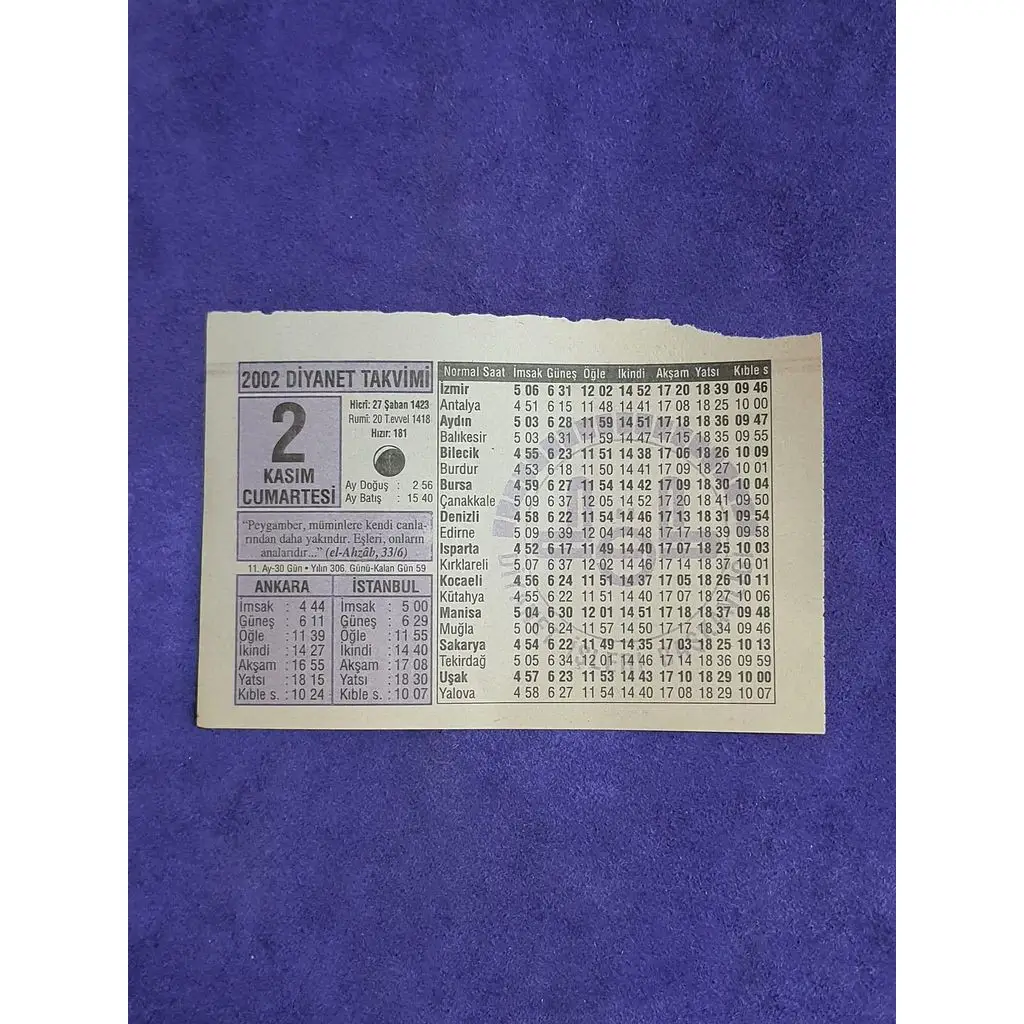 2002 DİYANET TAKVİMİ
2
KASIM
CUMARTESİ
Hicrî: 27 Şaban 1423
Rumî: 20 T.evvel 1418
Hızır: 181
Ay Doğuş : 2 56
Ay Batış : 15 40
“Peygamber, müminlere kendi canla-
rından daha yakındır. Eşleri, onların
analarıdır...” (el-Ahzâb, 33/6)
11. Ay-30 Gün • Yılın 306. Günü-Kalan Gün 59
ANKARA
İmsak : 4 44
Güneş : 6 11
Öğle : 11 39
İkindi : 14 27
Akşam : 16 55
Yatsı : 18 15
Kıble s. : 10 24
İSTANBUL
İmsak : 5 00
Güneş : 6 29
Öğle : 11 55
İkindi : 14 40
Akşam : 17 08
Yatsı : 18 30
Kıble s. : 10 07
Normal Saat İmsak Güneş Öğle İkindi Akşam Yatsı Kıble s
İzmir 5 06 6 31 12 02 14 52 17 20 18 39 09 46
Antalya 4 51 6 15 11 48 14 41 17 08 18 25 10 00
Aydın 5 03 6 28 11 59 14 51 17 18 18 36 09 47
Balıkesir 5 03 6 31 11 59 14 47 17 15 18 35 09 55
Bilecik 4 55 6 23 11 51 14 38 17 06 18 26 10 09
Burdur 4 53 6 18 11 50 14 41 17 09 18 27 10 01
Bursa 4 59 6 27 11 54 14 42 17 09 18 30 10 04
Çanakkale 5 09 6 37 12 05 14 52 17 20 18 41 09 50
Denizli 4 58 6 22 11 54 14 46 17 13 18 31 09 54
Edirne 5 09 6 39 12 04 14 48 17 17 18 39 09 58
Isparta 4 52 6 17 11 49 14 40 17 07 18 25 10 03
Kırklareli 5 07 6 37 12 02 14 46 17 14 18 37 10 01
Kocaeli 4 56 6 24 11 51 14 37 17 05 18 26 10 11
Kütahya 4 55 6 22 11 51 14 40 17 07 18 27 10 06
Manisa 5 04 6 30 12 01 14 51 17 18 18 37 09 48
Muğla 5 00 6 24 11 57 14 50 17 17 18 34 09 46
Sakarya 4 54 6 22 11 49 14 35 17 03 18 25 10 13
Tekirdağ 5 05 6 34 12 01 14 46 17 14 18 36 09 59
Uşak 4 57 6 23 11 53 14 43 17 10 18 29 10 00
Yalova 4 58 6 27 11 54 14 40 17 08 18 29 10 07